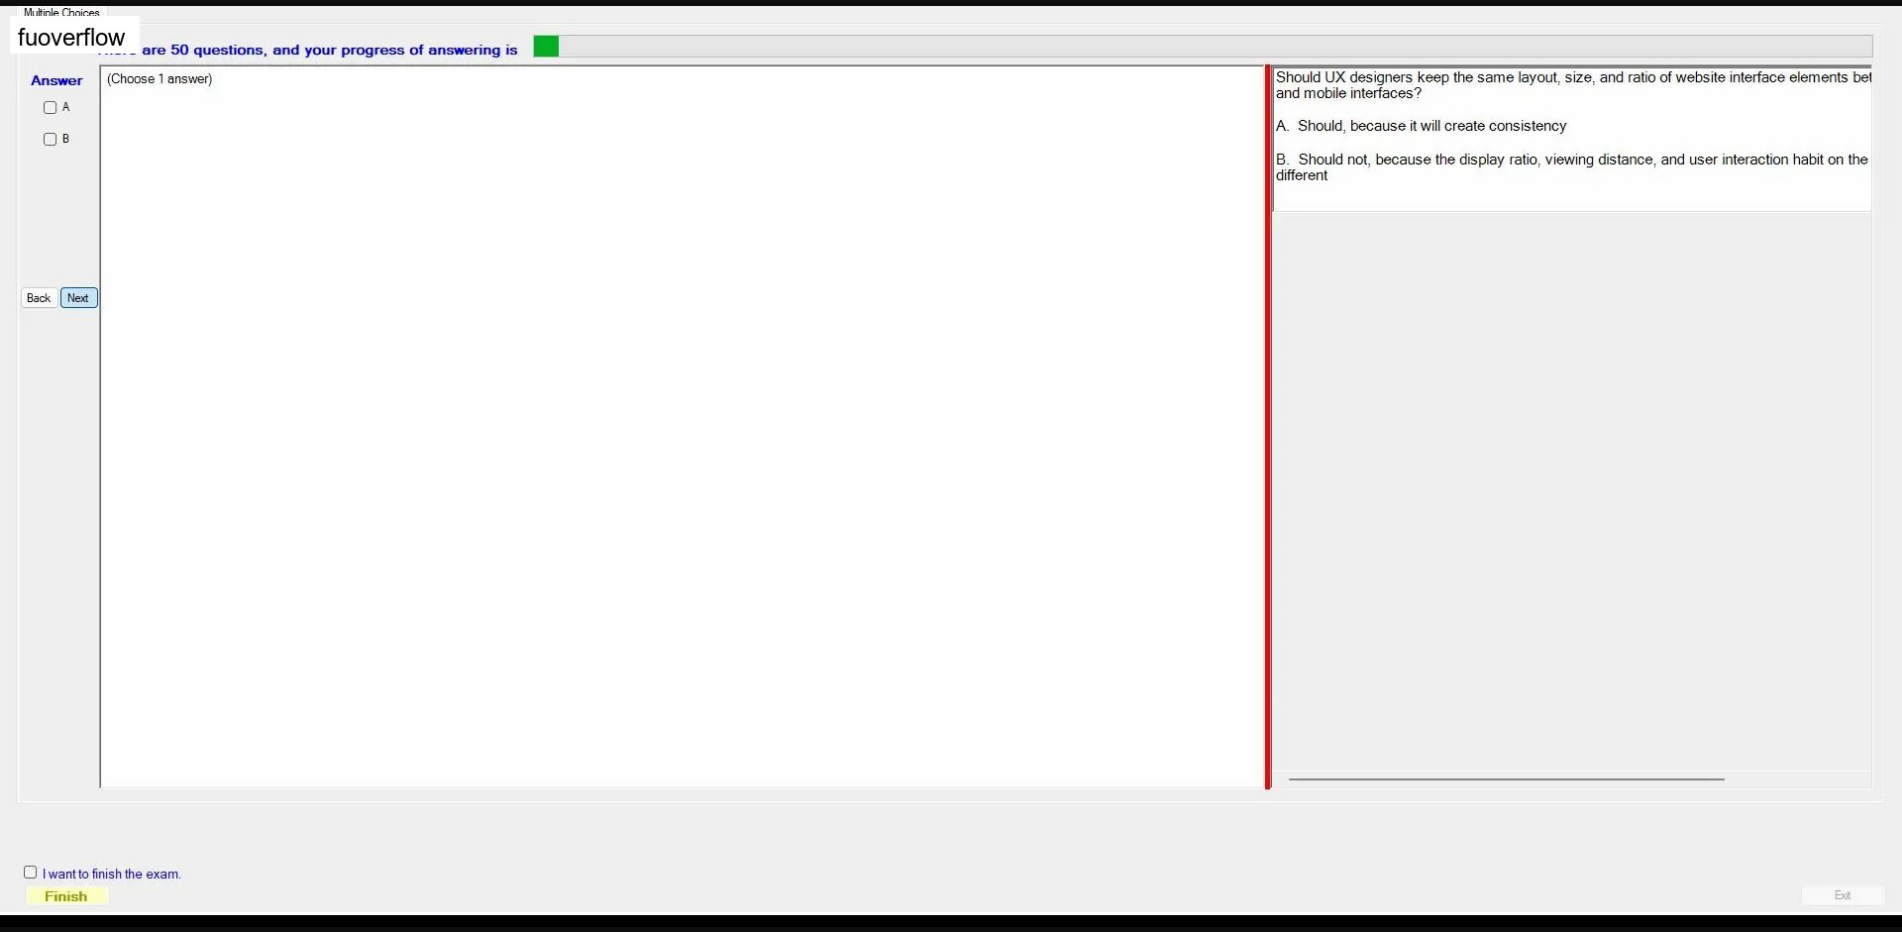 Multiple Choices
fuoverflow
are 50 questions, and your progress of answering is
Answer
A
B
Back Next
(Choose 1 answer)
Should UX designers keep the same layout, size, and ratio of website interface elements bet
and mobile interfaces?
A. Should, because it will create consistency
B. Should not, because the display ratio, viewing distance, and user interaction habit on the
different
I want to finish the exam.
Finish
Exit